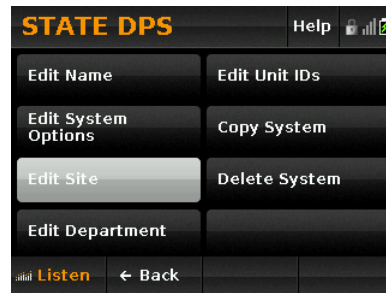 STATE DPS Help
Edit Name Edit Unit IDs
Edit System
Options
Copy System
Edit Site Delete System
Edit Department
Listen ← Back